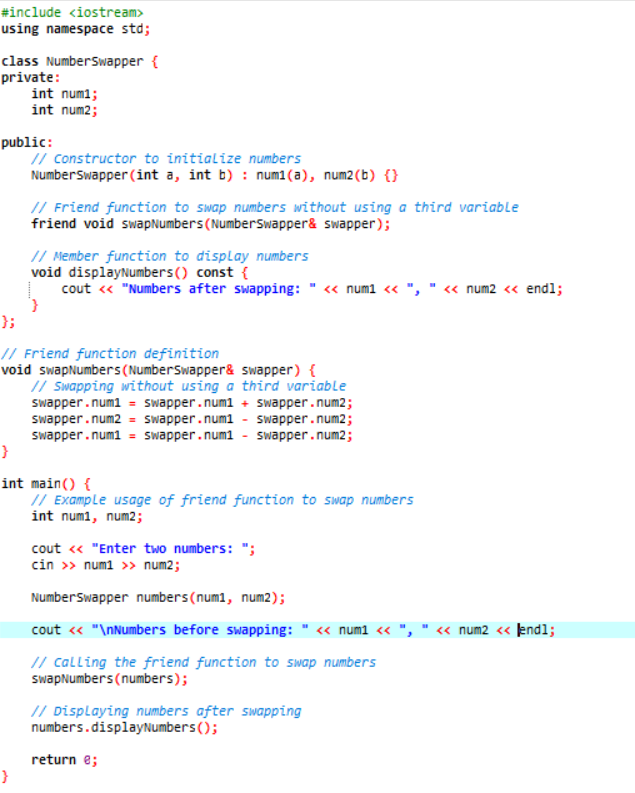 #include <iostream>
using namespace std;

class NumberSwapper {
private:
    int num1;
    int num2;

public:
    // Constructor to initialize numbers
    NumberSwapper(int a, int b) : num1(a), num2(b) {}

    // Friend function to swap numbers without using a third variable
    friend void swapNumbers(NumberSwapper& swapper);

    // Member function to display numbers
    void displayNumbers() const {
        cout << "Numbers after swapping: " << num1 << ", " << num2 << endl;
    }
};

// Friend function definition
void swapNumbers(NumberSwapper& swapper) {
    // Swapping without using a third variable
    swapper.num1 = swapper.num1 + swapper.num2;
    swapper.num2 = swapper.num1 - swapper.num2;
    swapper.num1 = swapper.num1 - swapper.num2;
}

int main() {
    // Example usage of friend function to swap numbers
    int num1, num2;

    cout << "Enter two numbers: ";
    cin >> num1 >> num2;

    NumberSwapper numbers(num1, num2);

    cout << "\nNumbers before swapping: " << num1 << ", " << num2 << endl;

    // Calling the friend function to swap numbers
    swapNumbers(numbers);

    // Displaying numbers after swapping
    numbers.displayNumbers();

    return 0;
}